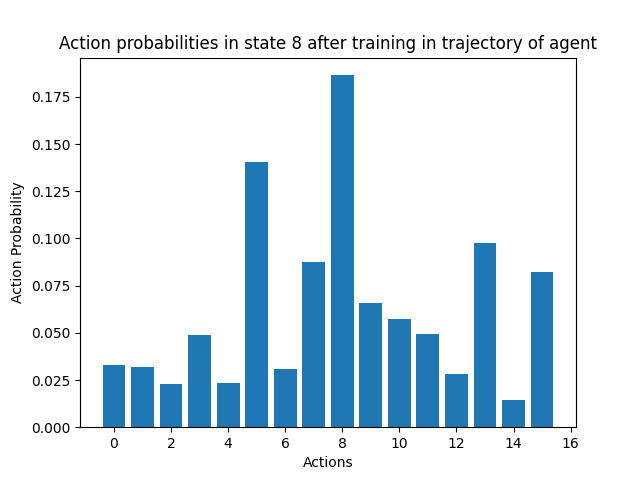 Action probabilities in state 8 after training in trajectory of agent
0.175
0.150
0.125
0.100
0.075
0.050
0.025
0.000
Action Probability
0 2 4 6 8 10 12 14 16
Actions